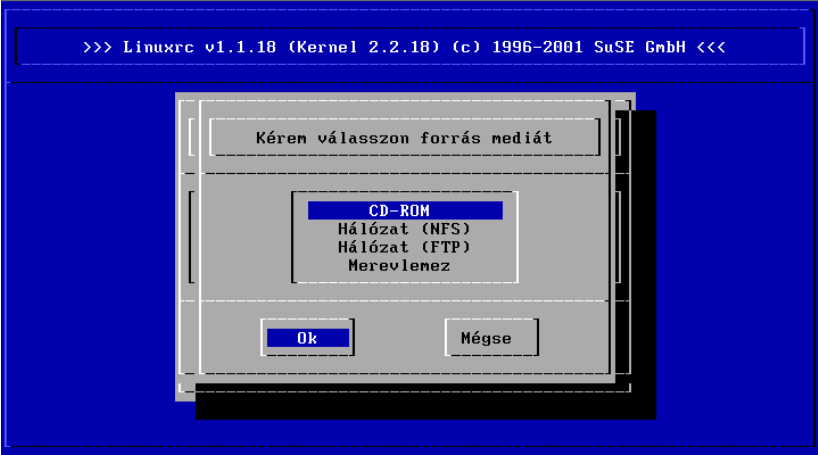 >>> Linuxrc v1.1.18 (Kernel 2.2.18) (c) 1996-2001 SuSE GmbH <<<
Kérem válasszon forrás mediát
CD-ROM
Hálózat (NFS)
Hálózat (FTP)
Merevlemez
Ok
Mégse